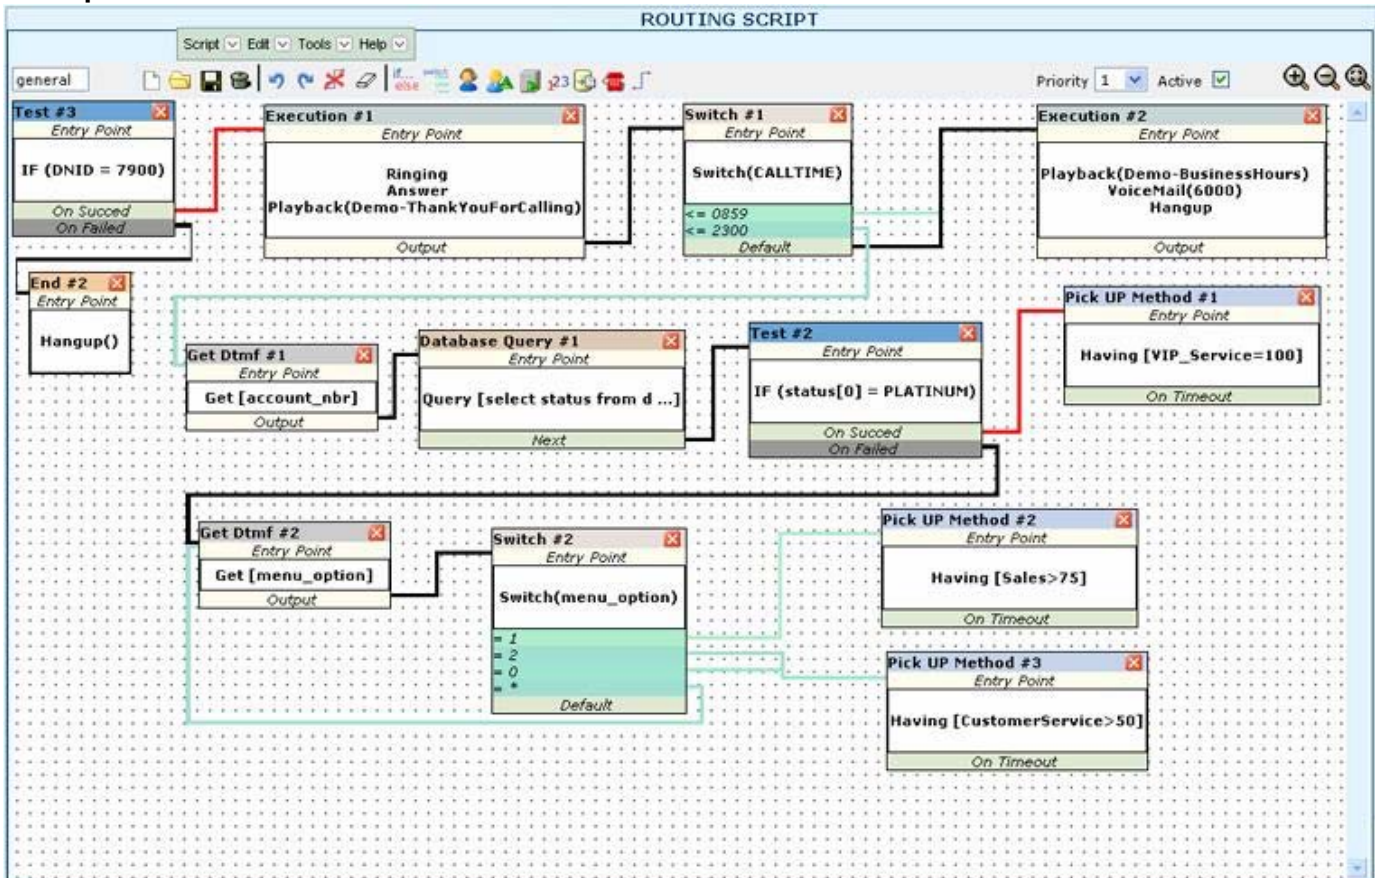 ROUTING SCRIPT
Script Edit Tools Help
general
if... else
switch
123
Priority 1 Active
Test #3
Entry Point
IF (DNID = 7900)
On Succed
On Failed
Execution #1
Entry Point
Ringing
Answer
Playback(Demo-ThankYouForCalling)
Output
Switch #1
Entry Point
Switch(CALLTIME)
<= 0859
<= 2300
Default
Execution #2
Entry Point
Playback(Demo-BusinessHours)
VoiceMail(6000)
Hangup
Output
End #2
Entry Point
Hangup()
Get Dtmf #1
Entry Point
Get [account_nbr]
Output
Database Query #1
Entry Point
Query [select status from d ...]
Next
Test #2
Entry Point
IF (status[0] = PLATINUM)
On Succed
On Failed
Pick UP Method #1
Entry Point
Having [VIP_Service=100]
On Timeout
Get Dtmf #2
Entry Point
Get [menu_option]
Output
Switch #2
Entry Point
Switch(menu_option)
= 1
= 2
= 0
= *
Default
Pick UP Method #2
Entry Point
Having [Sales>75]
On Timeout
Pick UP Method #3
Entry Point
Having [CustomerService>50]
On Timeout